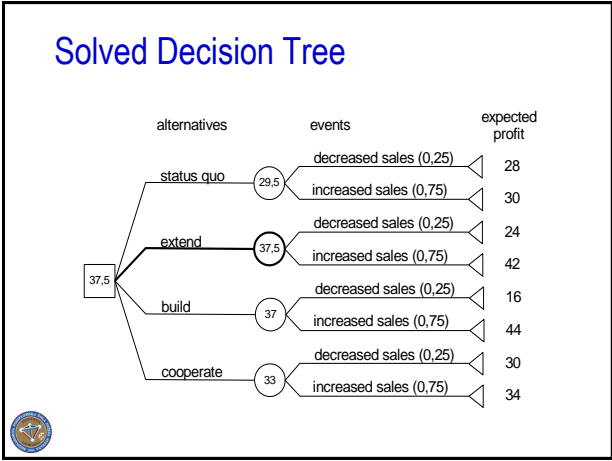 Solved Decision Tree
alternatives
events
expected
profit
status quo
29,5
decreased sales (0,25)
28
increased sales (0,75)
30
extend
37,5
decreased sales (0,25)
24
increased sales (0,75)
42
37,5
build
37
decreased sales (0,25)
16
increased sales (0,75)
44
cooperate
33
decreased sales (0,25)
30
increased sales (0,75)
34